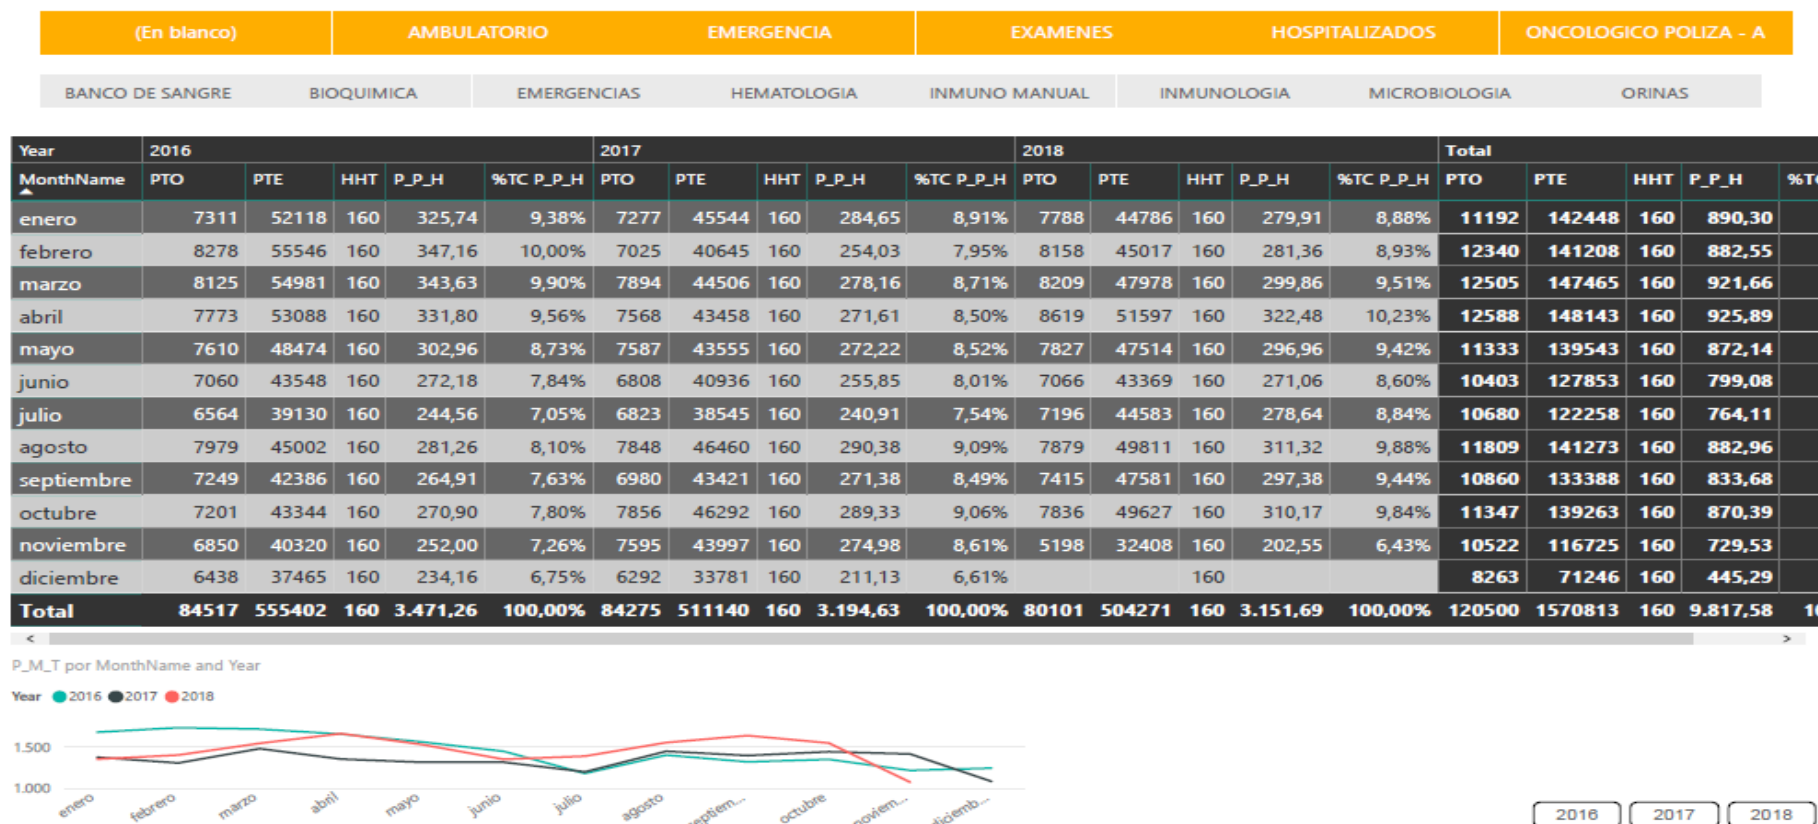 (En blanco) AMBULATORIO EMERGENCIA EXAMENES HOSPITALIZADOS ONCOLOGICO POLIZA - A
BANCO DE SANGRE BIOQUIMICA EMERGENCIAS HEMATOLOGIA INMUNO MANUAL INMUNOLOGIA MICROBIOLOGIA ORINAS
Year 2016 2017 2018 Total
MonthName PTO PTE HHT P_P_H %TC P_P_H PTO PTE HHT P_P_H %TC P_P_H PTO PTE HHT P_P_H %TC P_P_H PTO PTE HHT P_P_H
enero 7311 52118 160 325,74 9,38% 7277 45544 160 284,65 8,91% 7788 44786 160 279,91 8,88% 11192 142448 160 890,30
febrero 8278 55546 160 347,16 10,00% 7025 40645 160 254,03 7,95% 8158 45017 160 281,36 8,93% 12340 141208 160 882,55
marzo 8125 54981 160 343,63 9,90% 7894 44506 160 278,16 8,71% 8209 47978 160 299,86 9,51% 12505 147465 160 921,66
abril 7773 53088 160 331,80 9,56% 7568 43458 160 271,61 8,50% 8619 51597 160 322,48 10,23% 12588 148143 160 925,89
mayo 7610 48474 160 302,96 8,73% 7587 43555 160 272,22 8,52% 7827 47514 160 296,96 9,42% 11333 139543 160 872,14
junio 7060 43548 160 272,18 7,84% 6808 40936 160 255,85 8,01% 7066 43369 160 271,06 8,60% 10403 127853 160 799,08
julio 6564 39130 160 244,56 7,05% 6823 38545 160 240,91 7,54% 7196 44583 160 278,64 8,84% 10680 122258 160 764,11
agosto 7979 45002 160 281,26 8,10% 7848 46460 160 290,38 9,09% 7879 49811 160 311,32 9,88% 11809 141273 160 882,96
septiembre 7249 42386 160 264,91 7,63% 6980 43421 160 271,38 8,49% 7415 47581 160 297,38 9,44% 10860 133388 160 833,68
octubre 7201 43344 160 270,90 7,80% 7856 46292 160 289,33 9,06% 7836 49627 160 310,17 9,84% 11347 139263 160 870,39
noviembre 6850 40320 160 252,00 7,26% 7595 43997 160 274,98 8,61% 5198 32408 160 202,55 6,43% 10522 116725 160 729,53
diciembre 6438 37465 160 234,16 6,75% 6292 33781 160 211,13 6,61% 160 8263 71246 160 445,29
Total 84517 555402 160 3.471,26 100,00% 84275 511140 160 3.194,63 100,00% 80101 504271 160 3.151,69 100,00% 120500 1570813 160 9.817,58
P_M_T por MonthName and Year
Year 2016 2017 2018
1.500
1.000
enero febrero marzo abril mayo junio julio agosto septiem... octubre noviem... diciemb...
2016 2017 2018